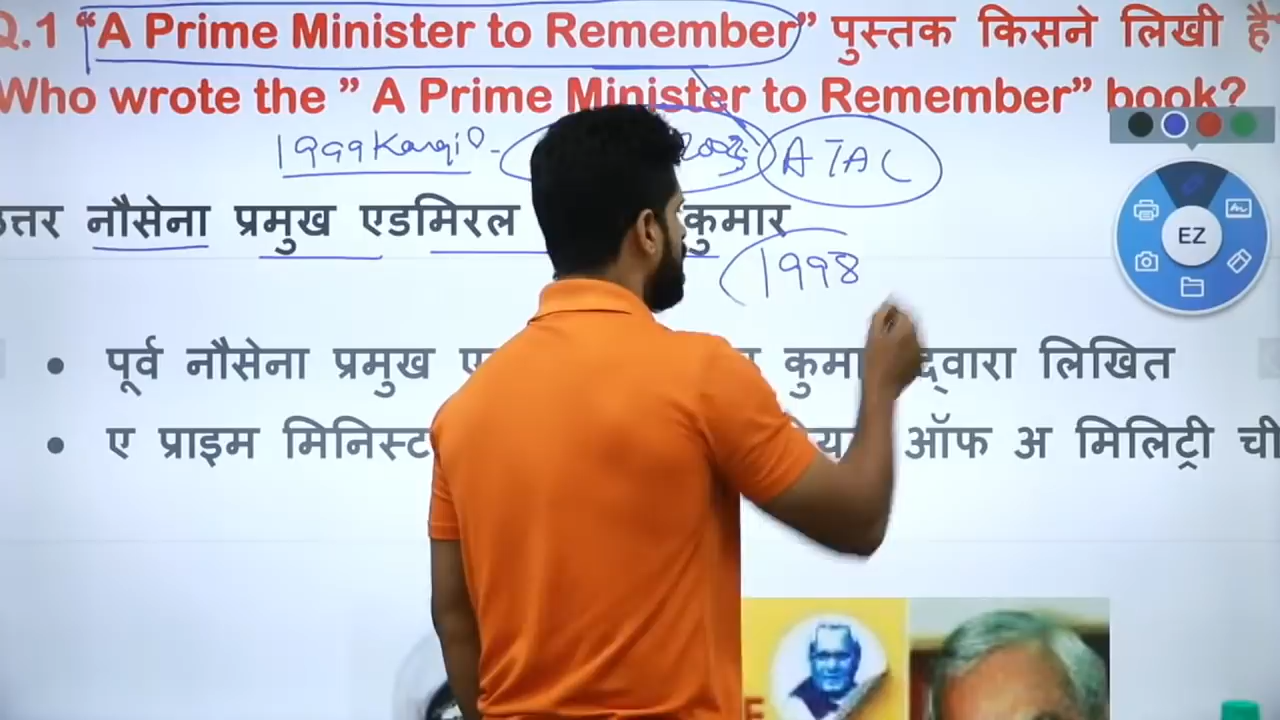 Q.1 “A Prime Minister to Remember” पुस्तक किसने लिखी है
Who wrote the ” A Prime Minister to Remember” book?
1999 Kargil - ATAL
उत्तर नौसेना प्रमुख एडमिरल कुमार
1998
EZ
• पूर्व नौसेना प्रमुख कुमार द्वारा लिखित
• ए प्राइम ऑफ अ मिलिट्री